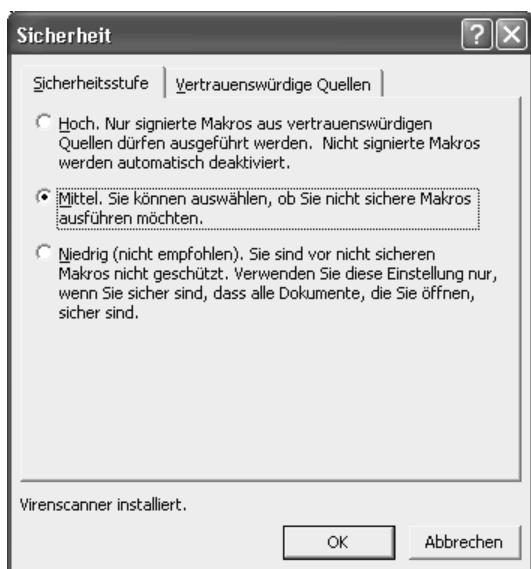 Sicherheit
Sicherheitsstufe
Vertrauenswürdige Quellen
Hoch. Nur signierte Makros aus vertrauenswürdigen
Quellen dürfen ausgeführt werden. Nicht signierte Makros
werden automatisch deaktiviert.
Mittel. Sie können auswählen, ob Sie nicht sichere Makros
ausführen möchten.
Niedrig (nicht empfohlen). Sie sind vor nicht sicheren
Makros nicht geschützt. Verwenden Sie diese Einstellung nur,
wenn Sie sicher sind, dass alle Dokumente, die Sie öffnen,
sicher sind.
Virenscanner installiert.
OK
Abbrechen